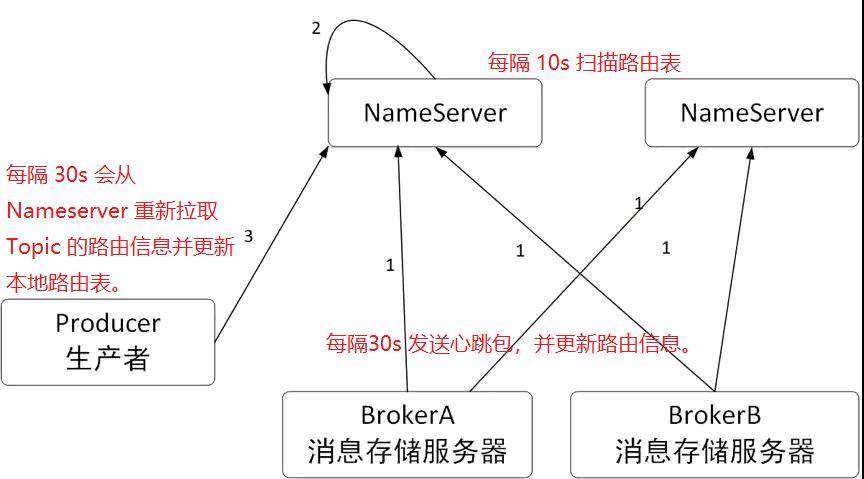 2
每隔 10s 扫描路由表
NameServer
NameServer
每隔 30s 会从
Nameserver 重新拉取
Topic 的路由信息并更新
本地路由表。
3
1
1
1
1
Producer
生产者
每隔30s 发送心跳包，并更新路由信息。
BrokerA
消息存储服务器
BrokerB
消息存储服务器